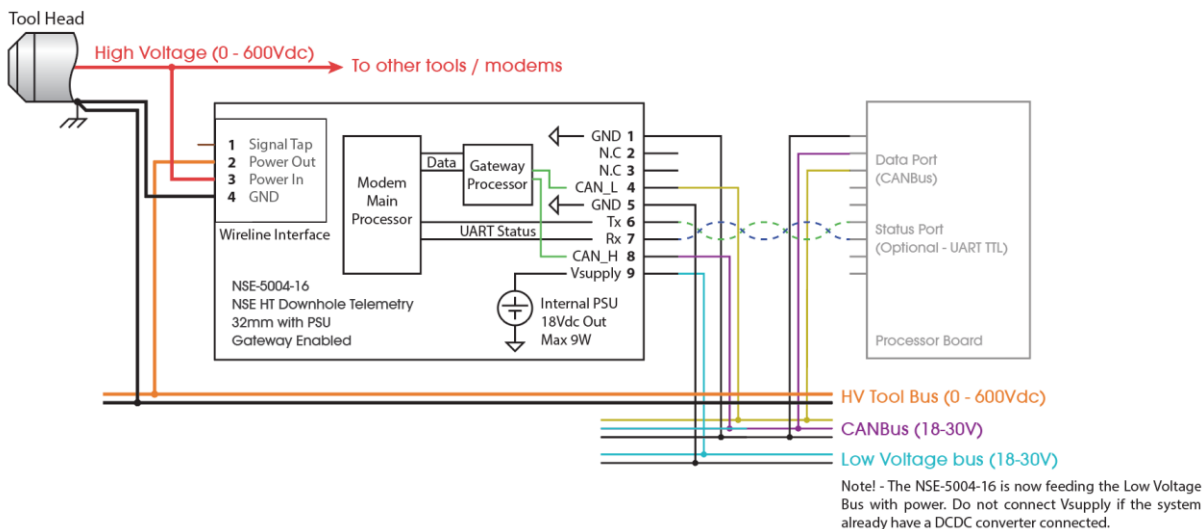 Tool Head
High Voltage (0 - 600Vdc)
To other tools / modems
1 Signal Tap
2 Power Out
3 Power In
4 GND
Wireline Interface
Modem
Main
Processor
Data
Gateway
Processor
UART Status
GND 1
N.C 2
N.C 3
CAN_L 4
GND 5
Tx 6
Rx 7
CAN_H 8
Vsupply 9
Internal PSU
18Vdc Out
Max 9W
NSE-5004-16
NSE HT Downhole Telemetry
32mm with PSU
Gateway Enabled
Data Port
(CANBus)
Status Port
(Optional - UART TTL)
Processor Board
HV Tool Bus (0 - 600Vdc)
CANBus (18-30V)
Low Voltage bus (18-30V)
Note! - The NSE-5004-16 is now feeding the Low Voltage
Bus with power. Do not connect Vsupply if the system
already have a DCDC converter connected.